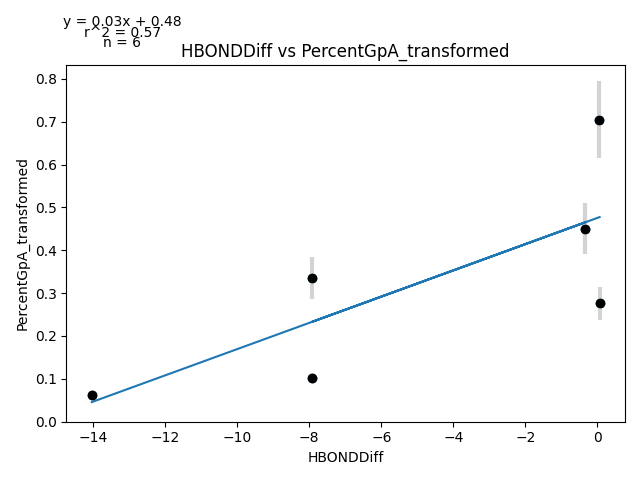 y = 0.03x + 0.48
r^2 = 0.57
n = 6
HBONDDiff vs PercentGpA_transformed
PercentGpA_transformed
0.8
0.7
0.6
0.5
0.4
0.3
0.2
0.1
0.0
−14 −12 −10 −8 −6 −4 −2 0
HBONDDiff